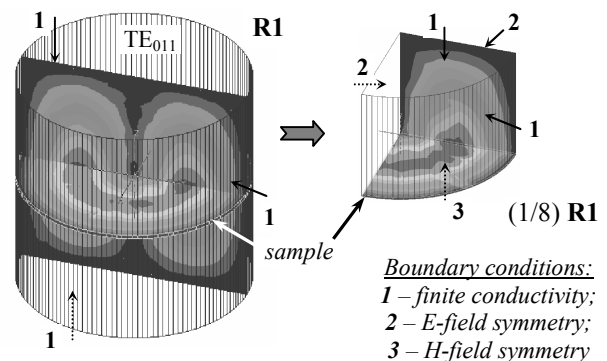 1
TE011
R1
1
2
2
1
1
3
(1/8) R1
sample
1
Boundary conditions:
1 – finite conductivity;
2 – E-field symmetry;
3 – H-field symmetry